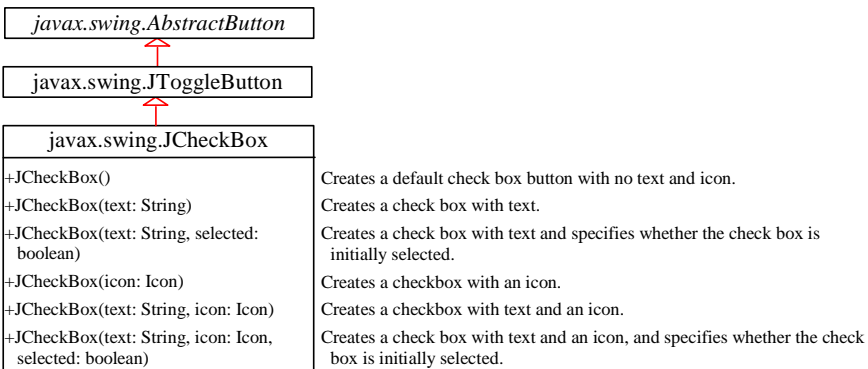 javax.swing.AbstractButton
javax.swing.JToggleButton
javax.swing.JCheckBox
+JCheckBox()
Creates a default check box button with no text and icon.
+JCheckBox(text: String)
Creates a check box with text.
+JCheckBox(text: String, selected:
boolean)
Creates a check box with text and specifies whether the check box is
initially selected.
+JCheckBox(icon: Icon)
Creates a checkbox with an icon.
+JCheckBox(text: String, icon: Icon)
Creates a checkbox with text and an icon.
+JCheckBox(text: String, icon: Icon,
selected: boolean)
Creates a check box with text and an icon, and specifies whether the check
box is initially selected.